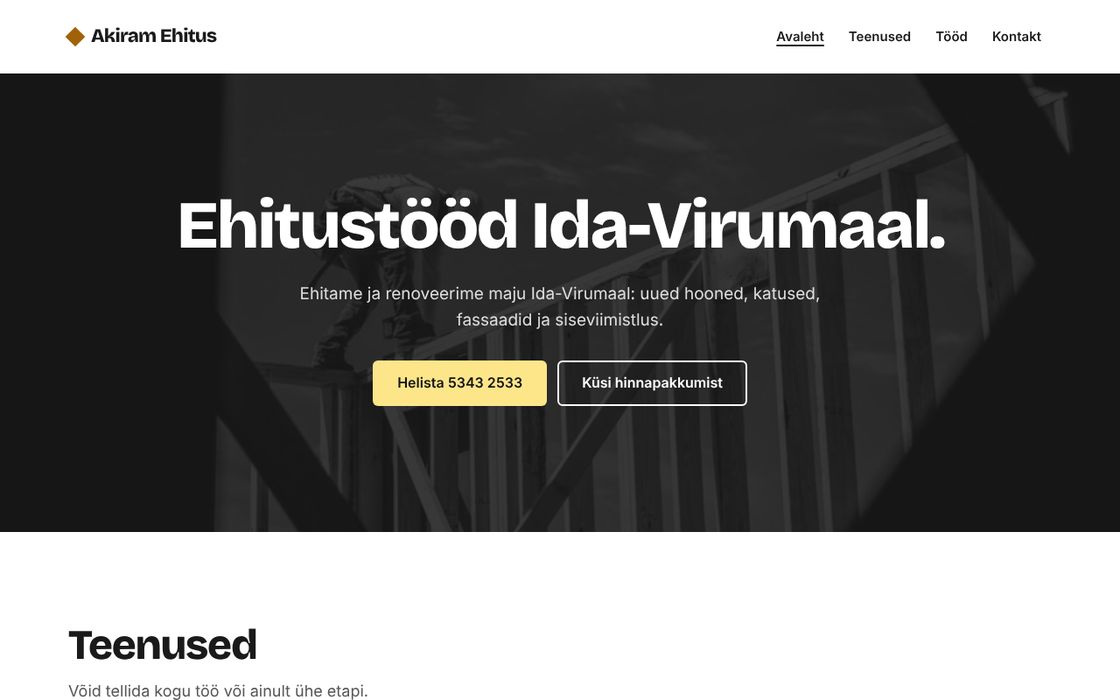 Akiram Ehitus
Avaleht Teenused Tööd Kontakt
Ehitustööd Ida-Virumaal.
Ehitame ja renoveerime maju Ida-Virumaal: uued hooned, katused,
fassaadid ja siseviimistlus.
Helista 5343 2533 Küsi hinnapakkumist
Teenused
Võid tellida kogu töö või ainult ühe etapi.